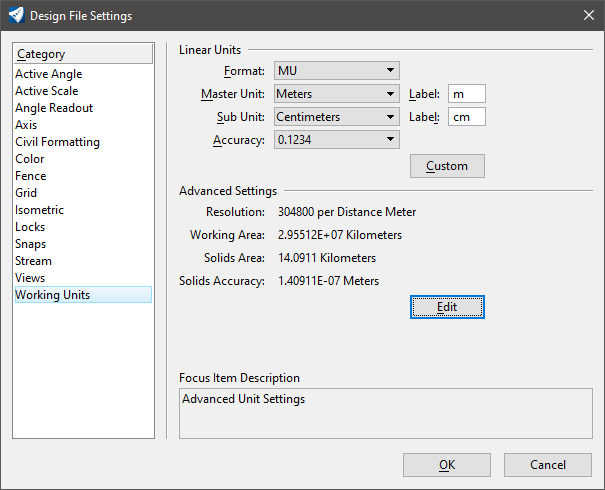 Design File Settings
Category
Active Angle
Active Scale
Angle Readout
Axis
Civil Formatting
Color
Fence
Grid
Isometric
Locks
Snaps
Stream
Views
Working Units
Linear Units
Format: MU
Master Unit: Meters Label: m
Sub Unit: Centimeters Label: cm
Accuracy: 0.1234
Custom
Advanced Settings
Resolution: 304800 per Distance Meter
Working Area: 2.95512E+07 Kilometers
Solids Area: 14.0911 Kilometers
Solids Accuracy: 1.40911E-07 Meters
Edit
Focus Item Description
Advanced Unit Settings
OK Cancel